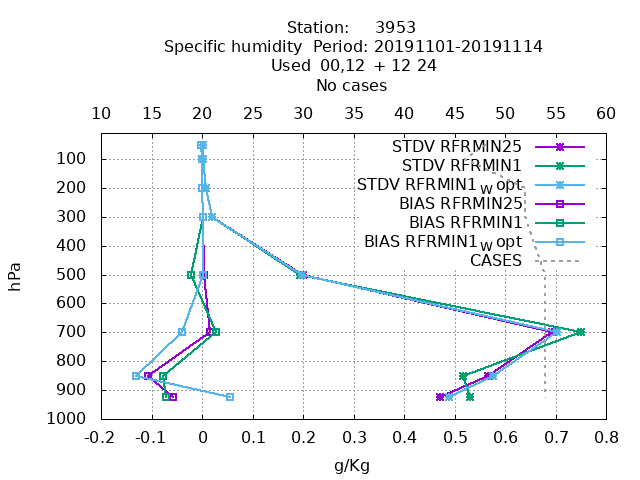 Station: 3953
Specific humidity Period: 20191101-20191114
Used 00,12 + 12 24
No cases
10 15 20 25 30 35 40 45 50 55 60
STDV RFRMIN25
STDV RFRMIN1
STDV RFRMIN1w opt
BIAS RFRMIN25
BIAS RFRMIN1
BIAS RFRMIN1w opt
CASES
hPa
100
200
300
400
500
600
700
800
900
1000
-0.2 -0.1 0 0.1 0.2 0.3 0.4 0.5 0.6 0.7 0.8
g/Kg